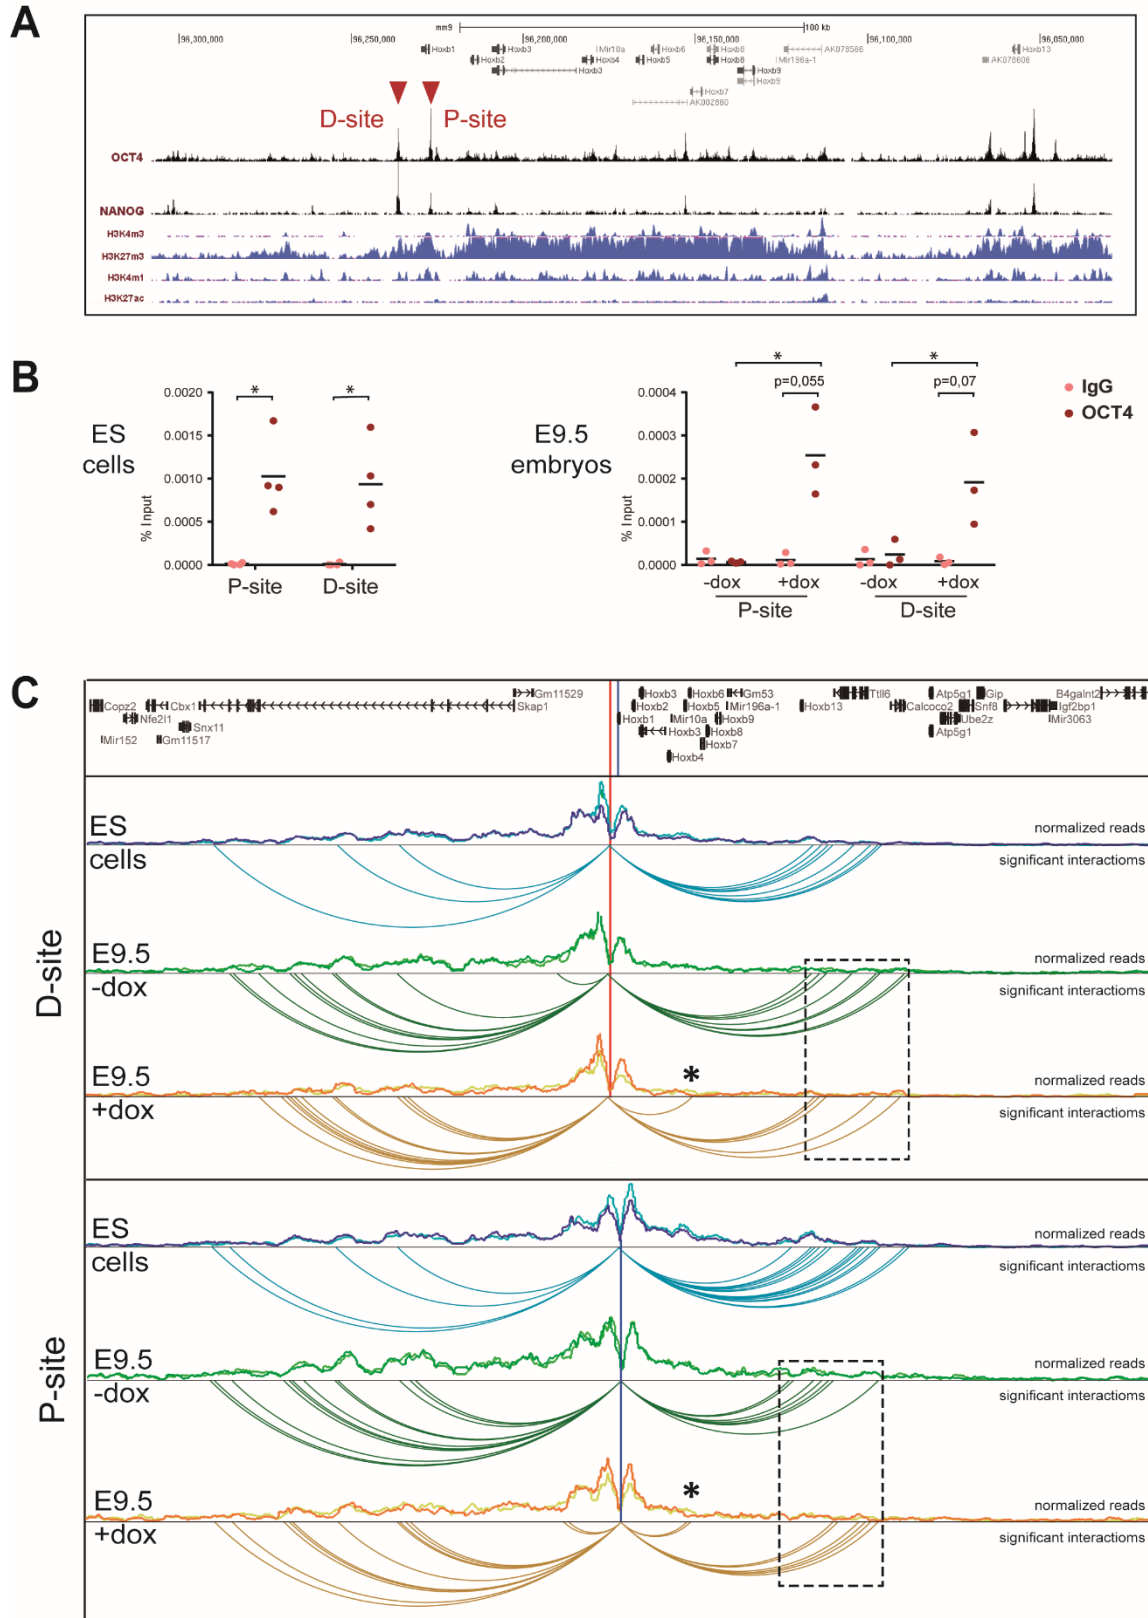 A
mm9 100 kb
96,300,000 96,250,000 96,200,000 96,150,000 96,100,000 96,050,000
Hoxb1 Hoxb3 Mir10a Hoxb6 Hoxb8 AK078566 Hoxb13
Hoxb2 Hoxb4 Hoxb5 Hoxb8 Mir196a-1 AK078606
Hoxb3 Hoxb9
Hoxb9
Hoxb7
AK002860
D-site P-site
OCT4
NANOG
H3K4m3
H3K27m3
H3K4m1
H3K27ac
B
ES
cells
% Input
0.0020
0.0015
0.0010
0.0005
0.0000
* *
P-site D-site
E9.5
embryos
% Input
0.0004
0.0003
0.0002
0.0001
0.0000
* *
p=0,055 p=0,07
-dox +dox -dox +dox
P-site D-site
IgG
OCT4
C
Gm11529 Hoxb3 Hoxb6 Gm53 Ttll6 Atp5g1 Gip B4galnt2
Copz2 Cbx1 Skap1 Hoxb2 Hoxb5 Mir196a-1 Hoxb13 Calcoco2 Snf8 Igf2bp1
Nfe2l1 Hoxb1 Mir10a Hoxb9 Ube2z Mir3063
Snx11 Hoxb3 Hoxb8 Atp5g1
Mir152 Gm11517 Hoxb7
Hoxb4
D-site
ES
cells
normalized reads
significant interactioms
E9.5
-dox
normalized reads
significant interactions
E9.5
+dox
*
normalized reads
significant interactions
P-site
ES
cells
normalized reads
significant interactions
E9.5
-dox
normalized reads
significant interactions
E9.5
+dox
*
normalized reads
significant interactions